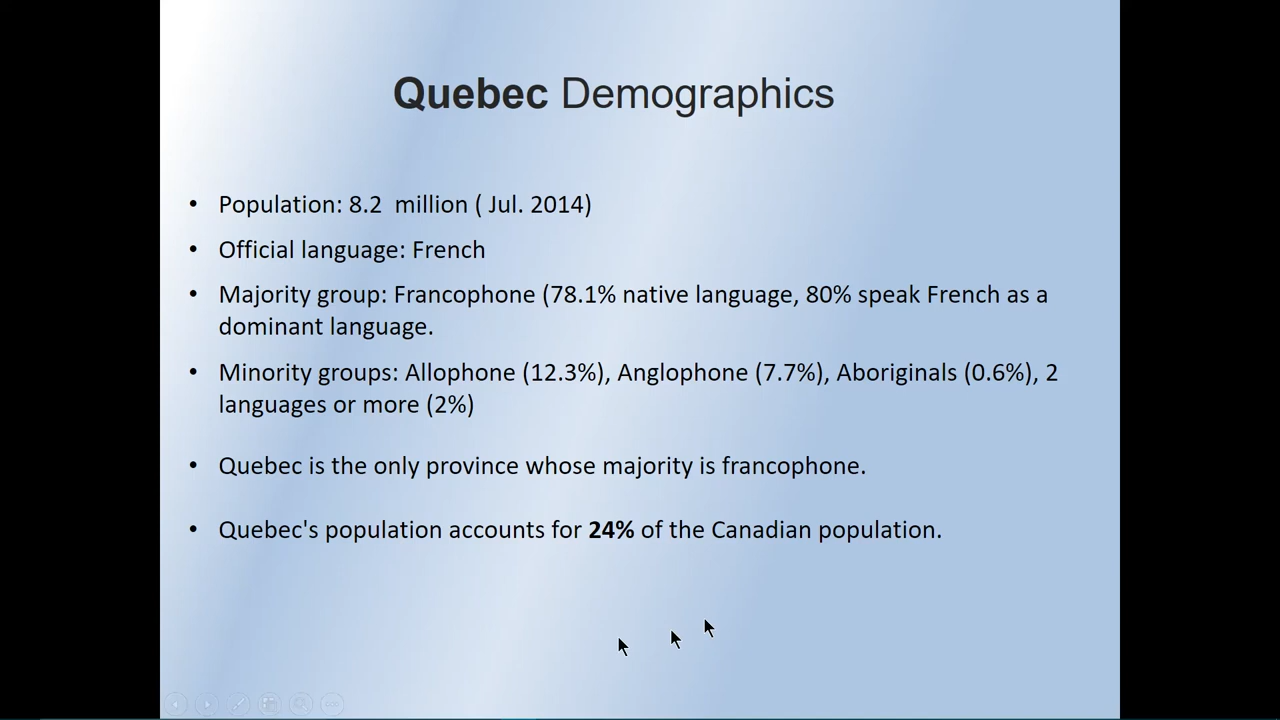 Quebec Demographics
• Population: 8.2  million ( Jul. 2014)
• Official language: French
• Majority group: Francophone (78.1% native language, 80% speak French as a
dominant language.
• Minority groups: Allophone (12.3%), Anglophone (7.7%), Aboriginals (0.6%), 2
languages or more (2%)
• Quebec is the only province whose majority is francophone.
• Quebec's population accounts for 24% of the Canadian population.